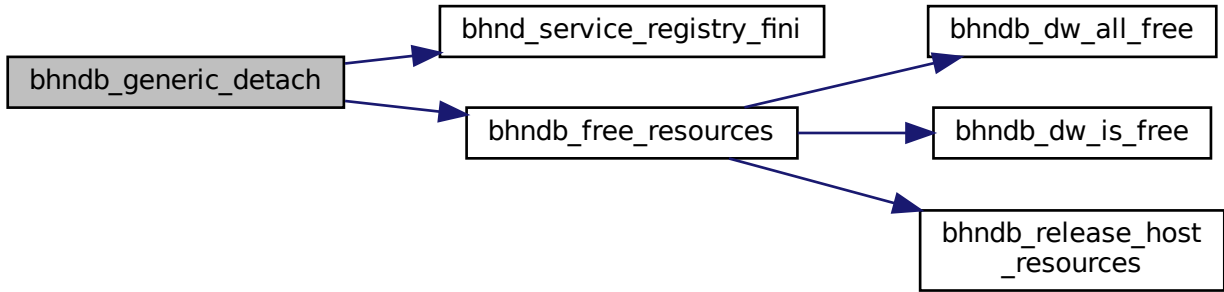 bhndb_generic_detach
bhnd_service_registry_fini
bhndb_free_resources
bhndb_dw_all_free
bhndb_dw_is_free
bhndb_release_host
_resources